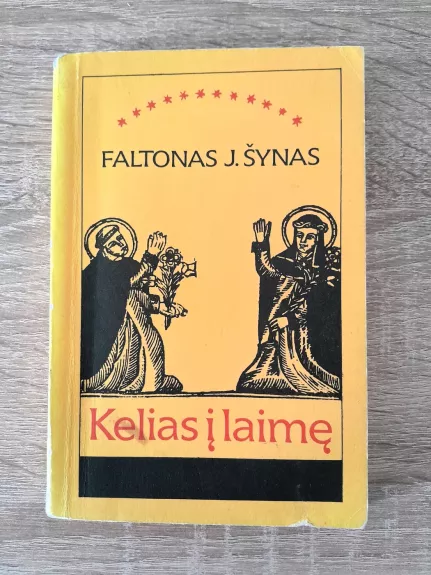 FALTONAS J. ŠYNAS
Kelias į laimę